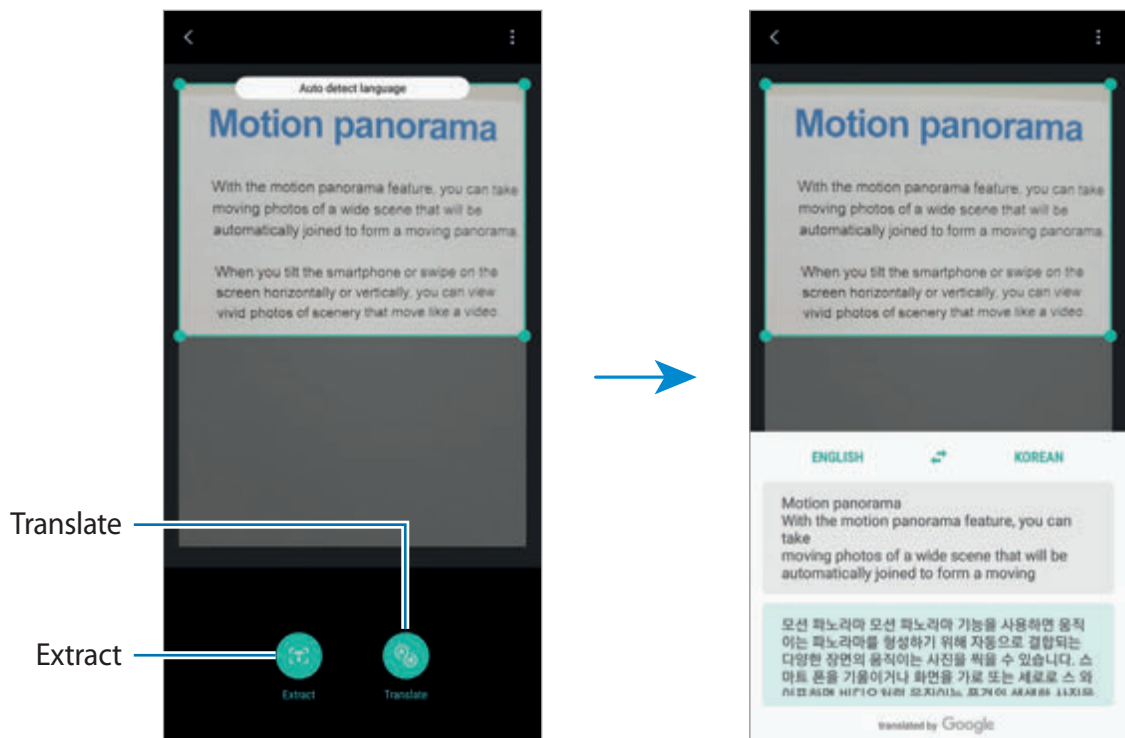 Auto detect language
Motion panorama
With the motion panorama feature, you can take
moving photos of a wide scene that will be
automatically joined to form a moving panorama.
When you tilt the smartphone or swipe on the
screen horizontally or vertically, you can view
vivid photos of scenery that move like a video.
Translate
Extract
Extract
Translate
Motion panorama
With the motion panorama feature, you can take
moving photos of a wide scene that will be
automatically joined to form a moving panorama.
When you tilt the smartphone or swipe on the
screen horizontally or vertically, you can view
vivid photos of scenery that move like a video.
ENGLISH
KOREAN
Motion panorama
With the motion panorama feature, you can
take
moving photos of a wide scene that will be
automatically joined to form a moving
모션 파노라마 모션 파노라마 기능을 사용하면 움직
이는 파노라마를 형성하기 위해 자동으로 결합되는
다양한 장면의 움직이는 사진을 찍을 수 있습니다. 스
마트 폰을 기울이거나 화면을 가로 또는 세로로 스 와
translated by Google